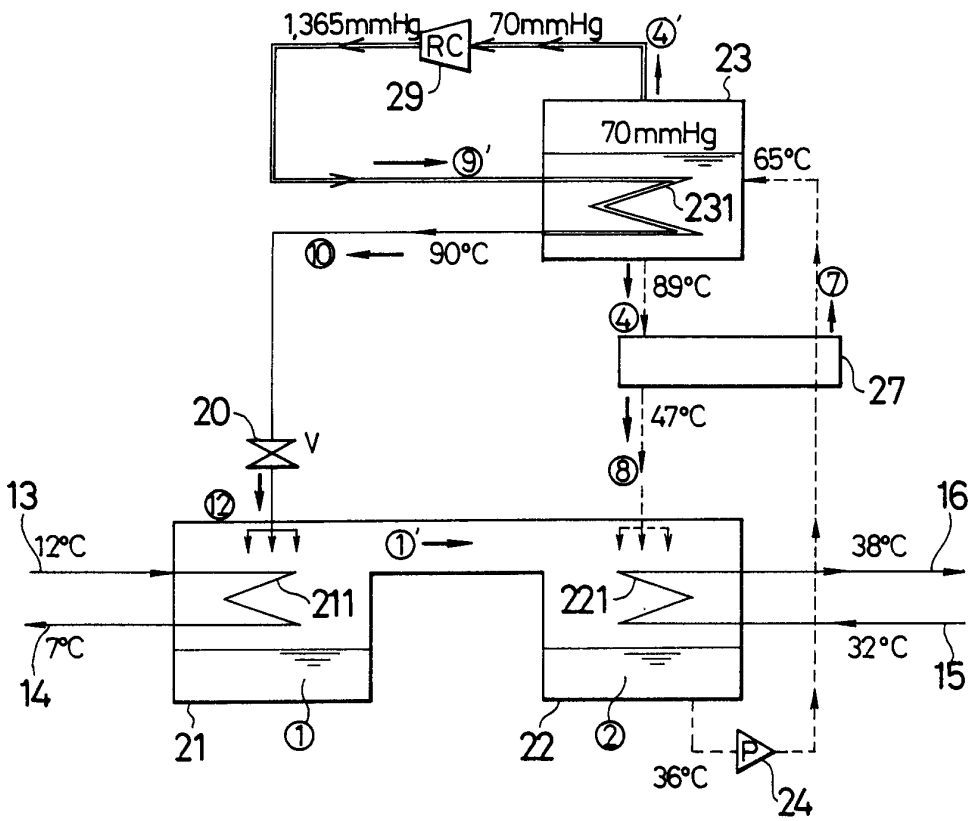 1,365mmHg
RC
70mmHg
④'
23
29
70mmHg
⑨'
65°C
231
⑩
90°C
89°C
⑦
④
27
20
V
47°C
⑧
13
⑫
①'
16
12°C
38°C
211
221
7°C
32°C
14
15
21
①
22
②
36°C
P
24